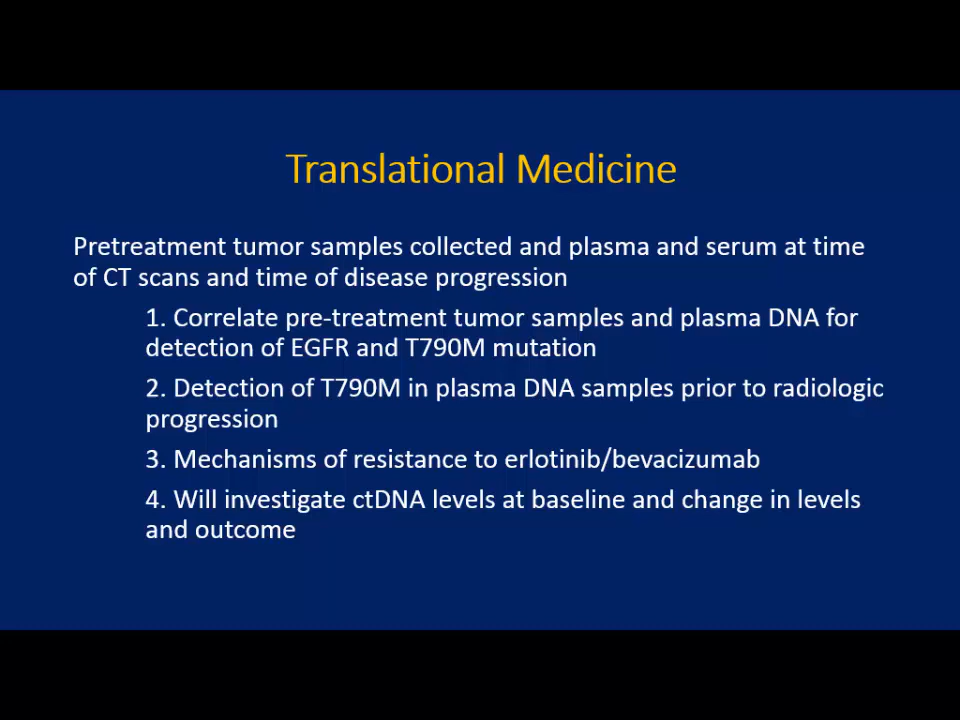 Translational Medicine
Pretreatment tumor samples collected and plasma and serum at time
of CT scans and time of disease progression
1. Correlate pre-treatment tumor samples and plasma DNA for
detection of EGFR and T790M mutation
2. Detection of T790M in plasma DNA samples prior to radiologic
progression
3. Mechanisms of resistance to erlotinib/bevacizumab
4. Will investigate ctDNA levels at baseline and change in levels
and outcome